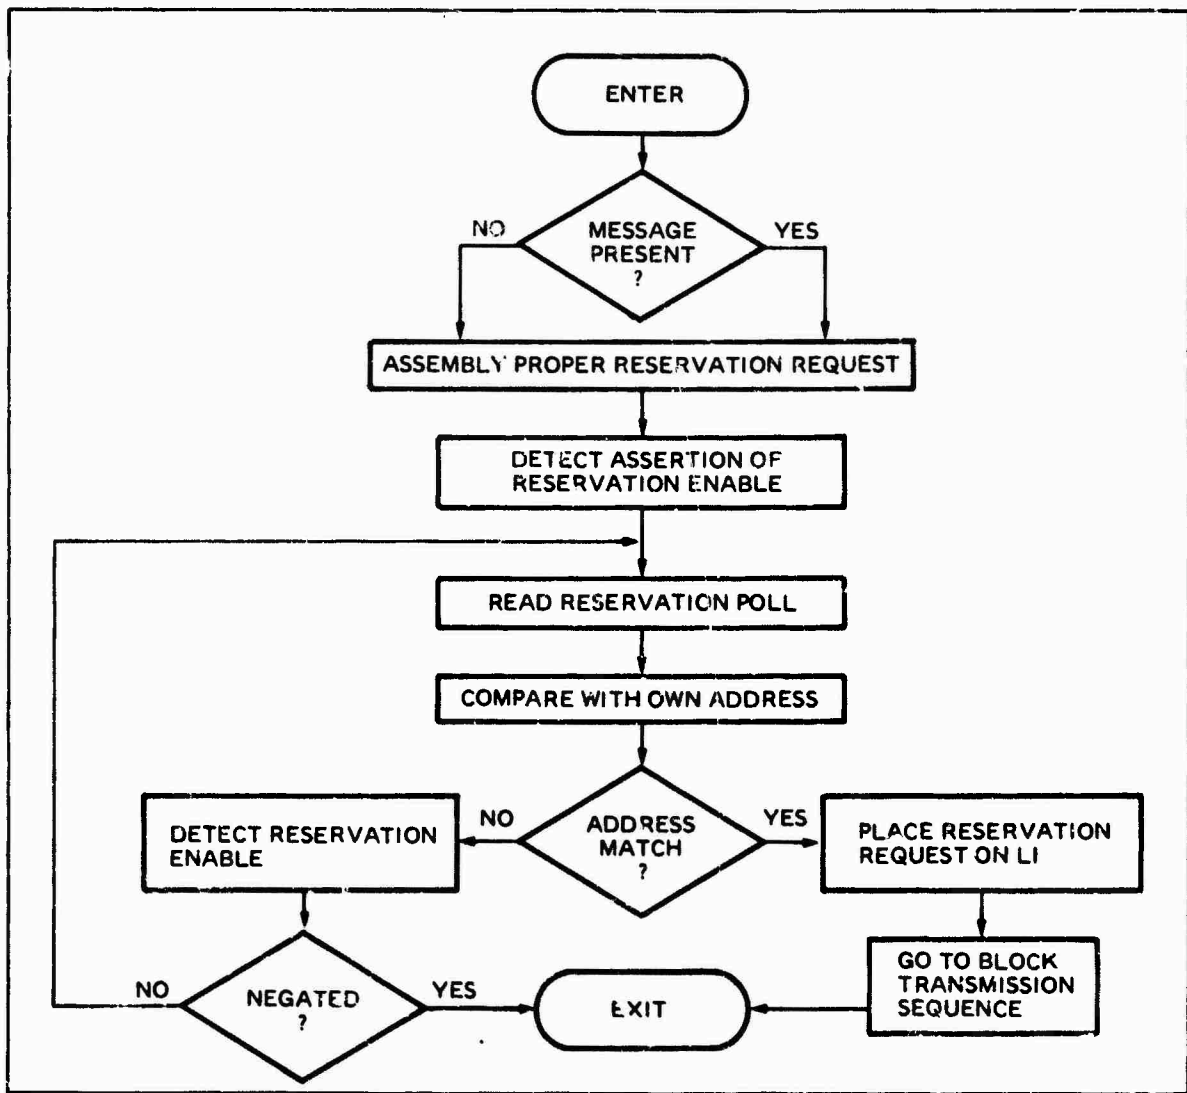 ENTER
NO
MESSAGE
PRESENT
?
YES
ASSEMBLY PROPER RESERVATION REQUEST
DETECT ASSERTION OF
RESERVATION ENABLE
READ RESERVATION POLL
COMPARE WITH OWN ADDRESS
DETECT RESERVATION
ENABLE
NO
ADDRESS
MATCH
?
YES
PLACE RESERVATION
REQUEST ON LI
NO
NEGATED
?
YES
EXIT
GO TO BLOCK
TRANSMISSION
SEQUENCE